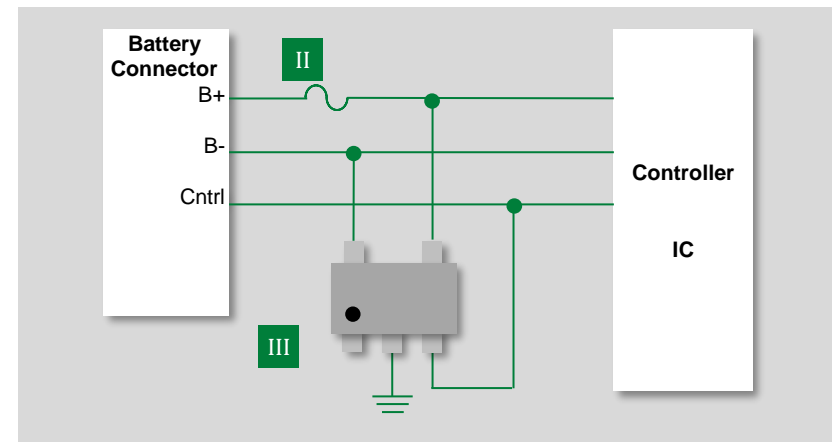 Battery
Connector
II
B+
B-
Cntrl
Controller
IC
III